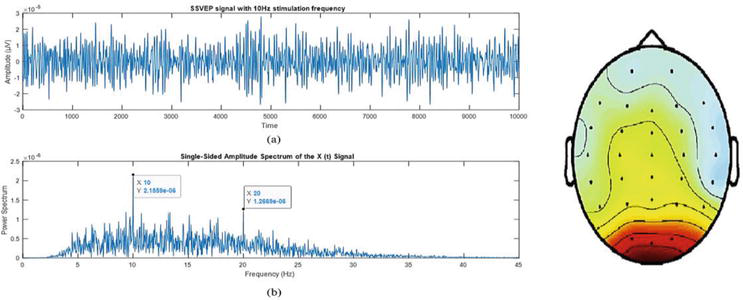 SSVEP signal with 10Hz stimulation frequency
×10⁻⁵
3
2
1
0
-1
-2
-3
Amplitude (μV)
0 1000 2000 3000 4000 5000 6000 7000 8000 9000 10000
Time
(a)
Single-Sided Amplitude Spectrum of the X (t) Signal
×10⁻⁶
2.5
2
1.5
1
0.5
0
Power Spectrum
X 10
Y 2.1559e-06
X 20
Y 1.2669e-06
0 5 10 15 20 25 30 35 40 45
Frequency (Hz)
(b)